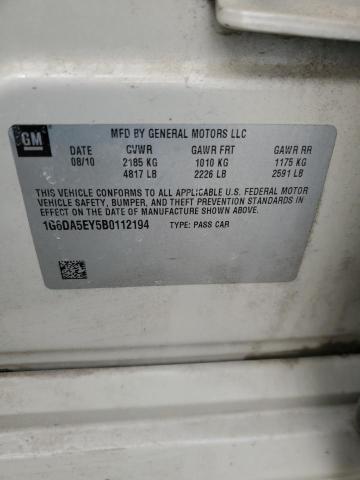 GM
MFD BY GENERAL MOTORS LLC
DATE GVWR GAWR FRT GAWR RR
08/10 2185 KG 1010 KG 1175 KG
4817 LB 2226 LB 2591 LB
THIS VEHICLE CONFORMS TO ALL APPLICABLE U.S. FEDERAL MOTOR
VEHICLE SAFETY, BUMPER, AND THEFT PREVENTION STANDARDS
IN EFFECT ON THE DATE OF MANUFACTURE SHOWN ABOVE.
1G6DA5EY5B0112194 TYPE: PASS CAR